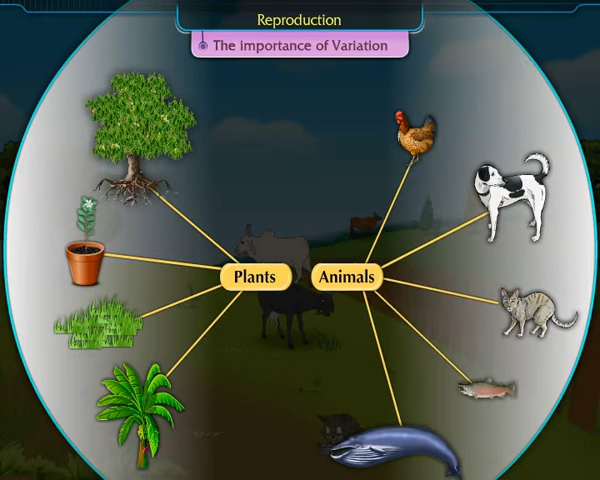 Reproduction
The importance of Variation
Plants
Animals